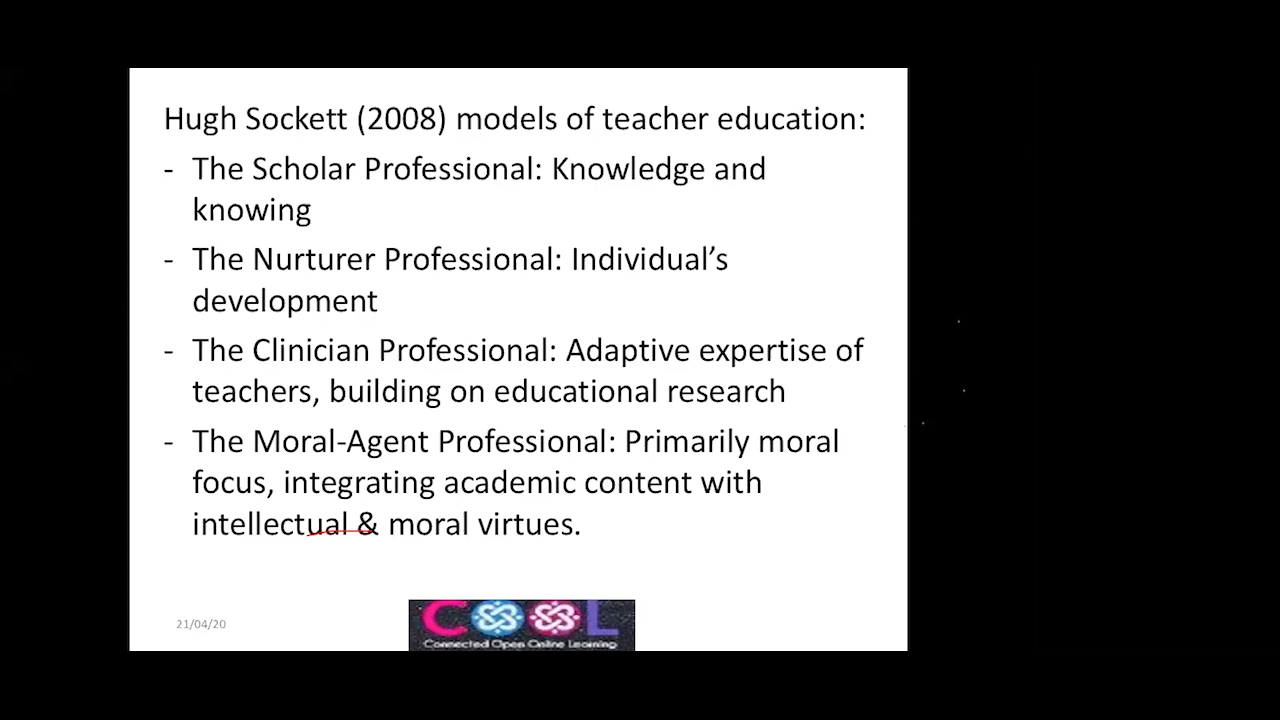 Hugh Sockett (2008) models of teacher education:
- The Scholar Professional: Knowledge and
knowing
- The Nurturer Professional: Individual’s
development
- The Clinician Professional: Adaptive expertise of
teachers, building on educational research
- The Moral-Agent Professional: Primarily moral
focus, integrating academic content with
intellectual & moral virtues.
21/04/20
COOL
Connected Open Online Learning